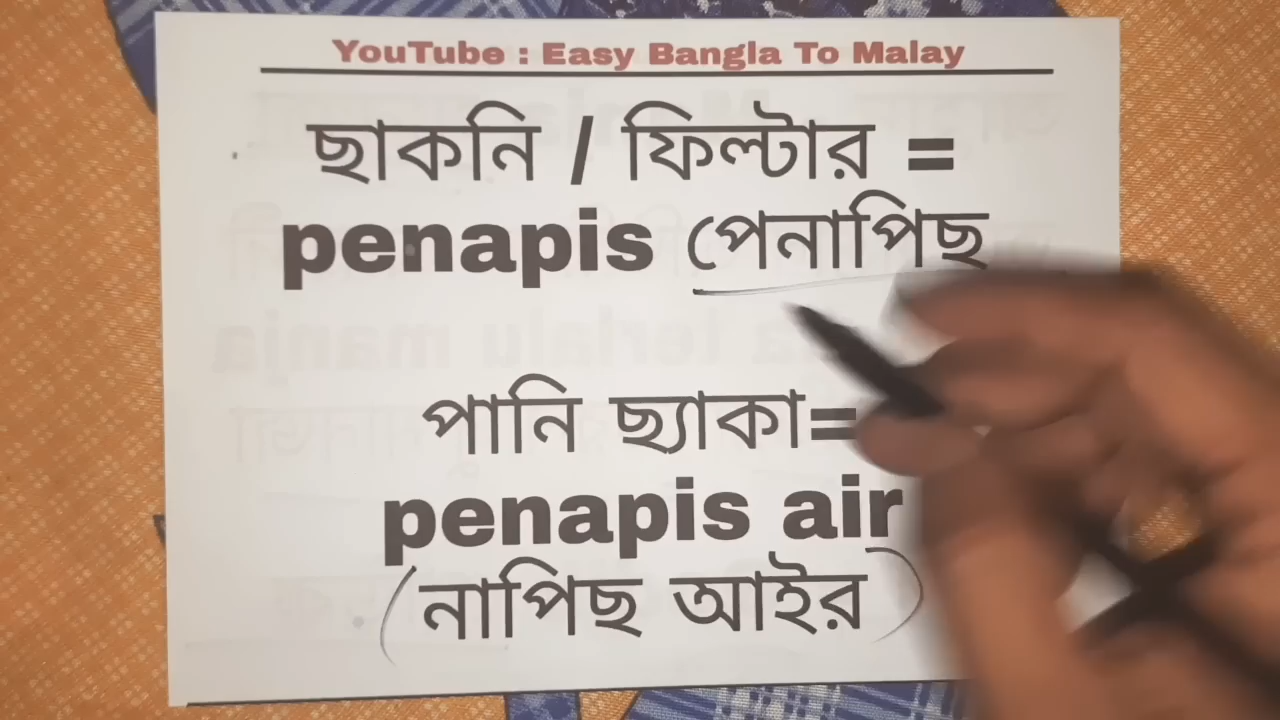 YouTube : Easy Bangla To Malay
ছাকনি / ফিল্টার =
penapis পেনাপিছ
পানি ছ্যাকা=
penapis air
(নাপিছ আইর)